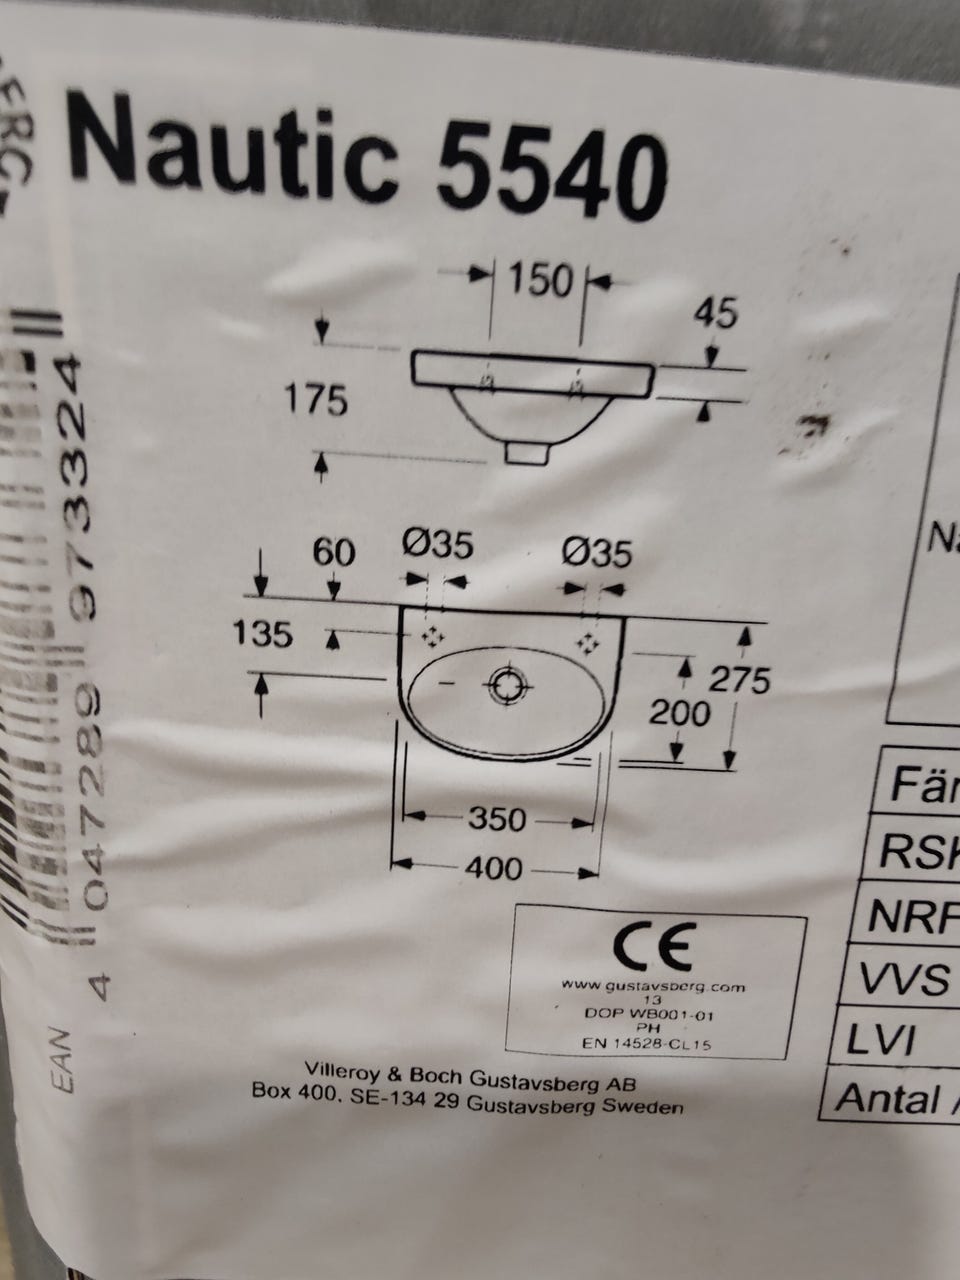 Nautic 5540
150
45
175
60
Ø35
Ø35
135
275
200
350
400
CE
www.gustavsberg.com
13
DOP WB001-01
PH
EN 14528-CL15
Villeroy & Boch Gustavsberg AB
Box 400, SE-134 29 Gustavsberg Sweden
EAN
4 047289 973324
VVS
LVI
Antal